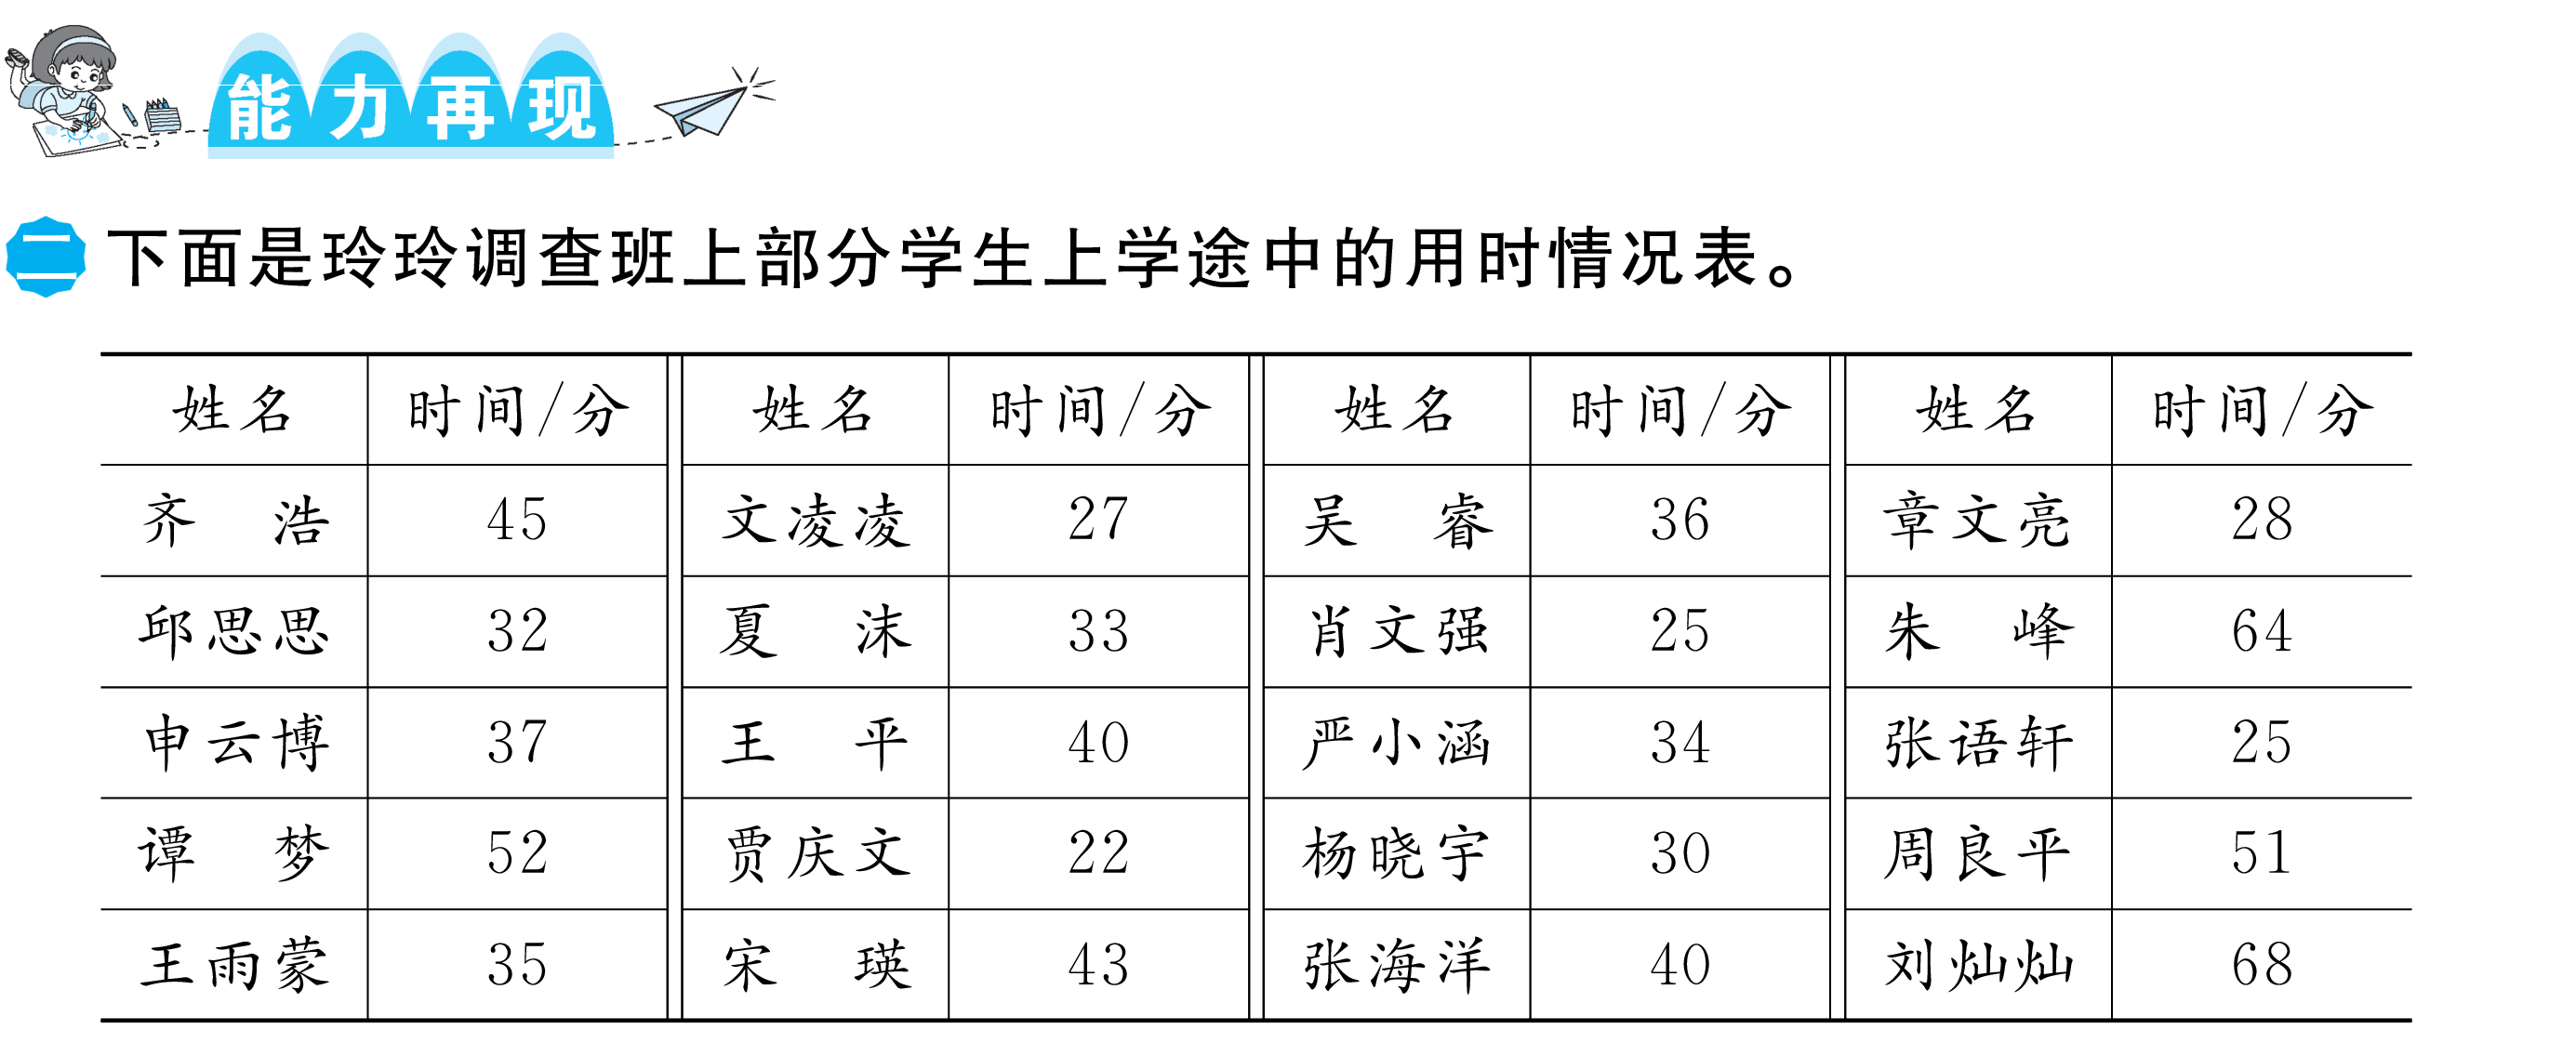 能力再现
二 下面是玲玲调查班上部分学生上学途中的用时情况表。
姓名 时间/分 姓名 时间/分 姓名 时间/分 姓名 时间/分
齐 浩 45 文凌凌 27 吴 睿 36 章文亮 28
邱思思 32 夏 沫 33 肖文强 25 朱 峰 64
申云博 37 王 平 40 严小涵 34 张语轩 25
谭 梦 52 贾庆文 22 杨晓宇 30 周良平 51
王雨蒙 35 宋 瑛 43 张海洋 40 刘灿灿 68